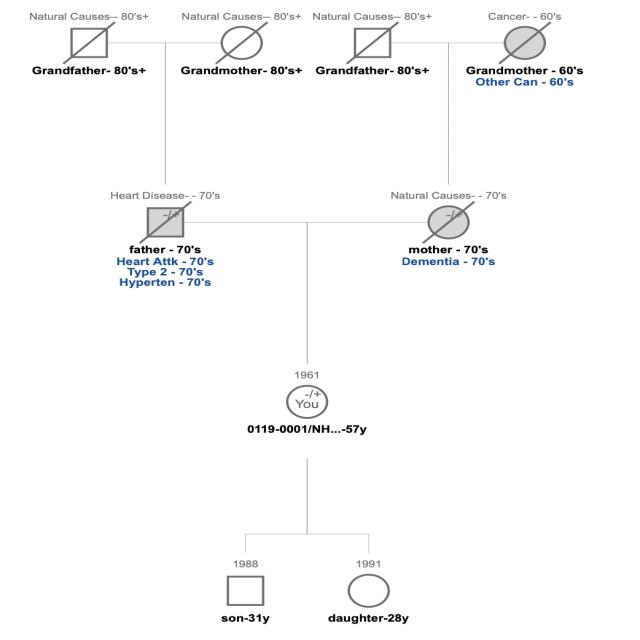 Natural Causes-- 80's+ Natural Causes-- 80's+ Natural Causes-- 80's+ Cancer- - 60's
Grandfather- 80's+ Grandmother- 80's+ Grandfather- 80's+ Grandmother - 60's
Other Can - 60's
Heart Disease- - 70's Natural Causes- - 70's
-/+ -/+
father - 70's mother - 70's
Heart Attk - 70's Dementia - 70's
Type 2 - 70's
Hyperten - 70's
1961
-/+
You
0119-0001/NH...-57y
1988 1991
son-31y daughter-28y